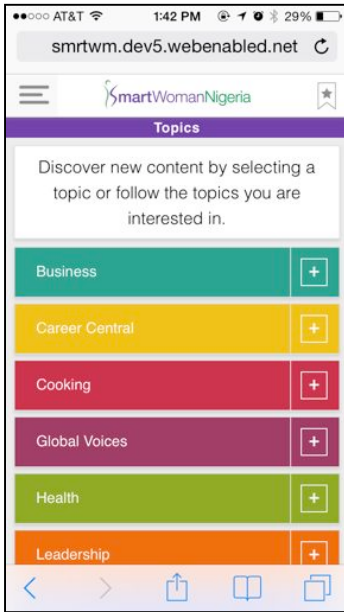 AT&T 1:42 PM 29%
smrtwm.dev5.webenabled.net
SmartWomanNigeria
Topics
Discover new content by selecting a
topic or follow the topics you are
interested in.
Business +
Career Central +
Cooking +
Global Voices +
Health +
Leadership +